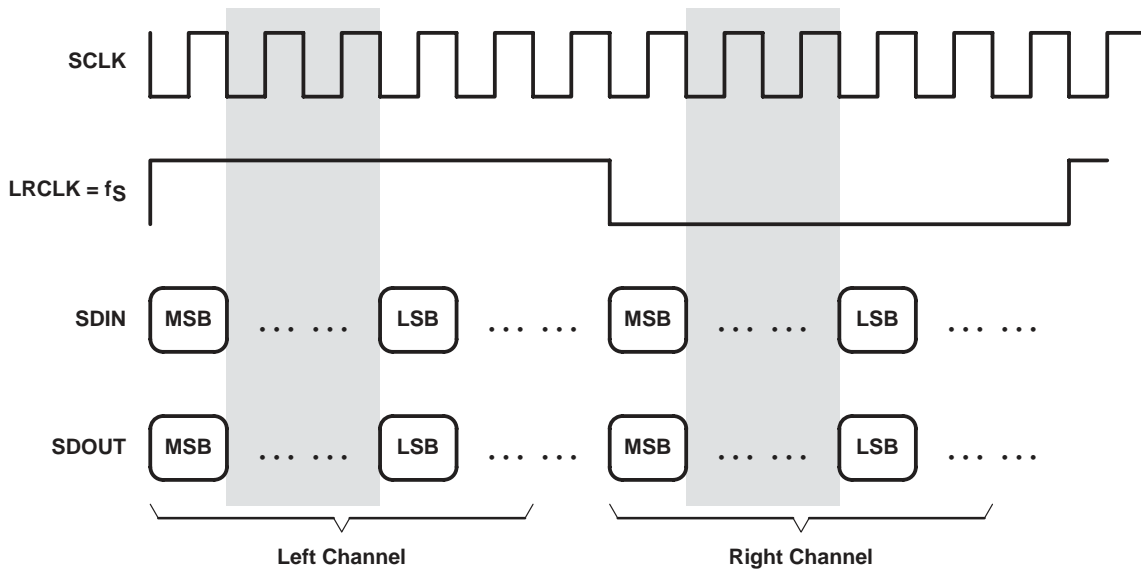 SCLK
LRCLK = fS
SDIN MSB ... ... LSB ... ... MSB ... ... LSB ... ...
SDOUT MSB ... ... LSB ... ... MSB ... ... LSB ... ...
Left Channel Right Channel